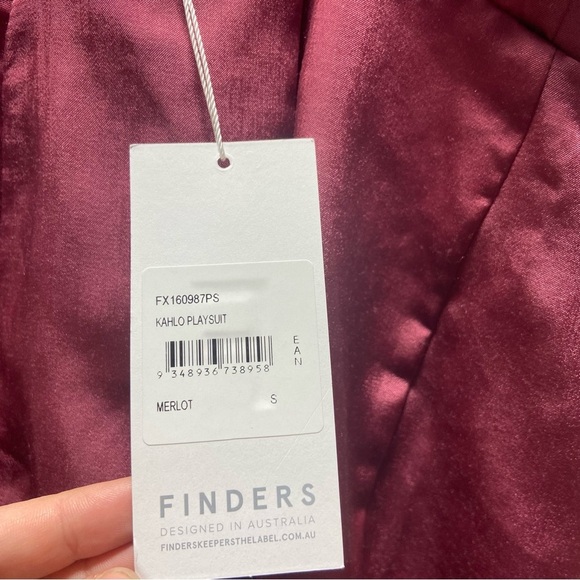 FX160987PS
KAHLO PLAYSUIT
EAN
9 348936 738958
MERLOT S
FINDERS
DESIGNED IN AUSTRALIA
FINDERSKEEPERSTHELABEL.COM.AU